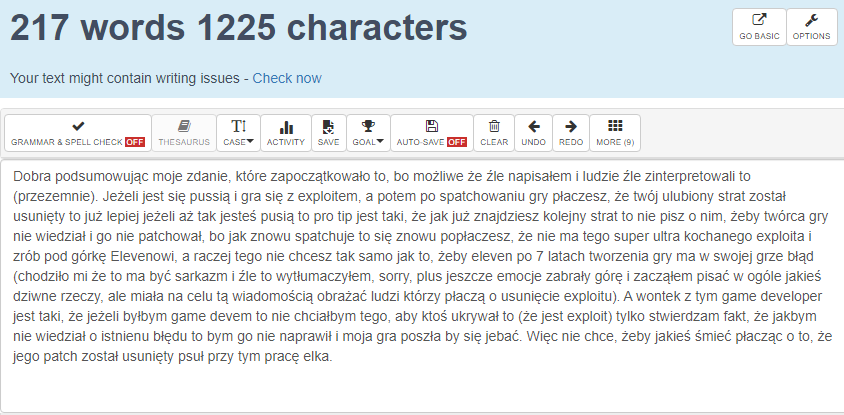 217 words 1225 characters
GO BASIC
OPTIONS
Your text might contain writing issues - Check now
GRAMMAR & SPELL CHECK OFF
THESAURUS
CASE
ACTIVITY
SAVE
GOAL
AUTO-SAVE OFF
CLEAR
UNDO
REDO
MORE (9)
Dobra podsumowując moje zdanie, które zapoczątkowało to, bo możliwe że źle napisałem i ludzie źle zinterpretowali to
(przezemnie). Jeżeli jest się pussią i gra się z exploitem, a potem po spatchowaniu gry płaczesz, że twój ulubiony strat został
usunięty to już lepiej jeżeli aż tak jesteś pusią to pro tip jest taki, że jak już znajdziesz kolejny strat to nie pisz o nim, żeby twórca gry
nie wiedział i go nie patchował, bo jak znowu spatchuje to się znowu popłaczesz, że nie ma tego super ultra kochanego exploita i
zrób pod górkę Elevenowi, a raczej tego nie chcesz tak samo jak to, żeby eleven po 7 latach tworzenia gry ma w swojej grze błąd
(chodziło mi że to ma być sarkazm i źle to wytłumaczyłem, sorry, plus jeszcze emocje zabrały górę i zacząłem pisać w ogóle jakieś
dziwne rzeczy, ale miała na celu tą wiadomością obrażać ludzi którzy płaczą o usunięcie exploitu). A wontek z tym game developer
jest taki, że jeżeli byłbym game devem to nie chciałbym tego, aby ktoś ukrywał to (że jest exploit) tylko stwierdzam fakt, że jakbym
nie wiedział o istnienu błędu to bym go nie naprawił i moja gra poszła by się jebać. Więc nie chce, żeby jakieś śmieć płacząc o to, że
jego patch został usunięty psuł przy tym pracę elka.